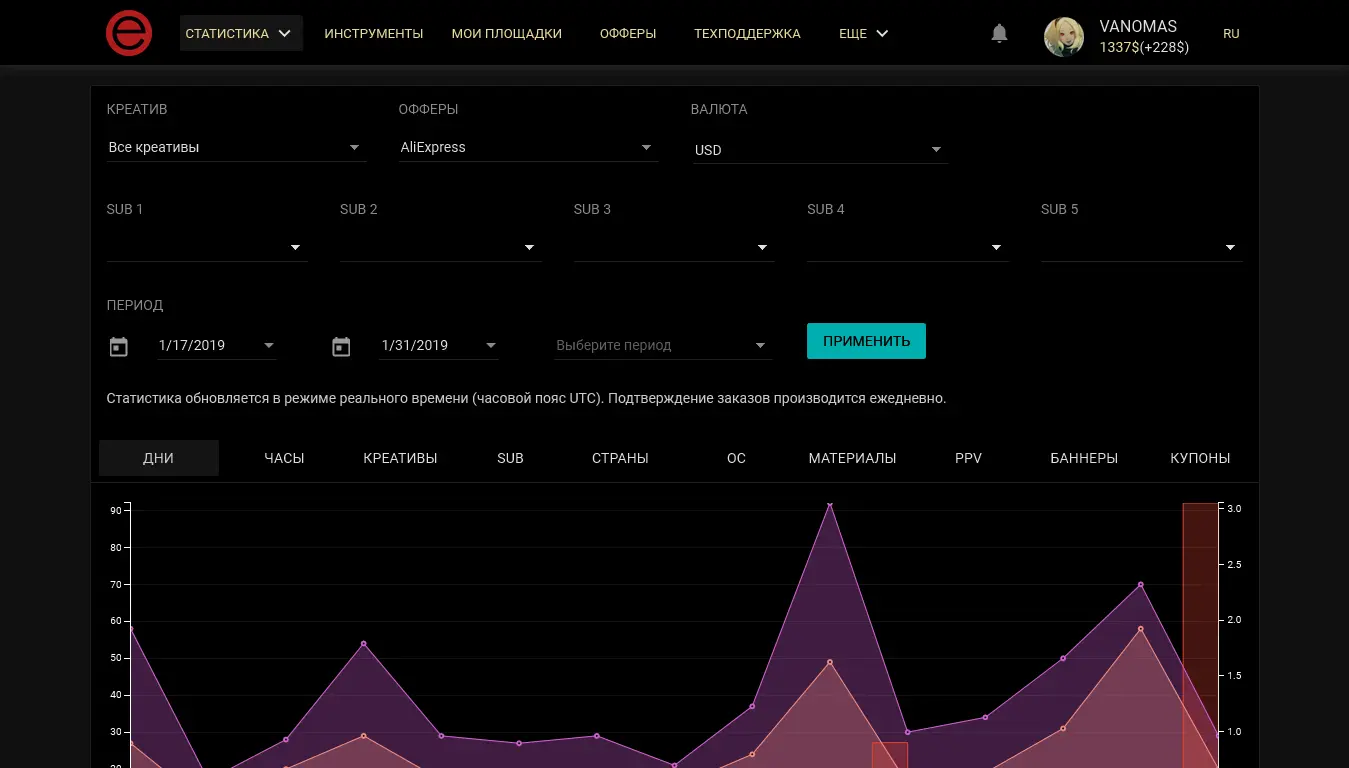 СТАТИСТИКА ИНСТРУМЕНТЫ МОИ ПЛОЩАДКИ ОФФЕРЫ ТЕХПОДДЕРЖКА ЕЩЕ VANOMAS RU
1337$(+228$)
КРЕАТИВ ОФФЕРЫ ВАЛЮТА
Все креативы AliExpress USD
SUB 1 SUB 2 SUB 3 SUB 4 SUB 5
ПЕРИОД
1/17/2019 1/31/2019 Выберите период ПРИМЕНИТЬ
Статистика обновляется в режиме реального времени (часовой пояс UTC). Подтверждение заказов производится ежедневно.
ДНИ ЧАСЫ КРЕАТИВЫ SUB СТРАНЫ ОС МАТЕРИАЛЫ PPV БАННЕРЫ КУПОНЫ
90 3.0
80 2.5
70
60 2.0
50 1.5
40
30 1.0
20